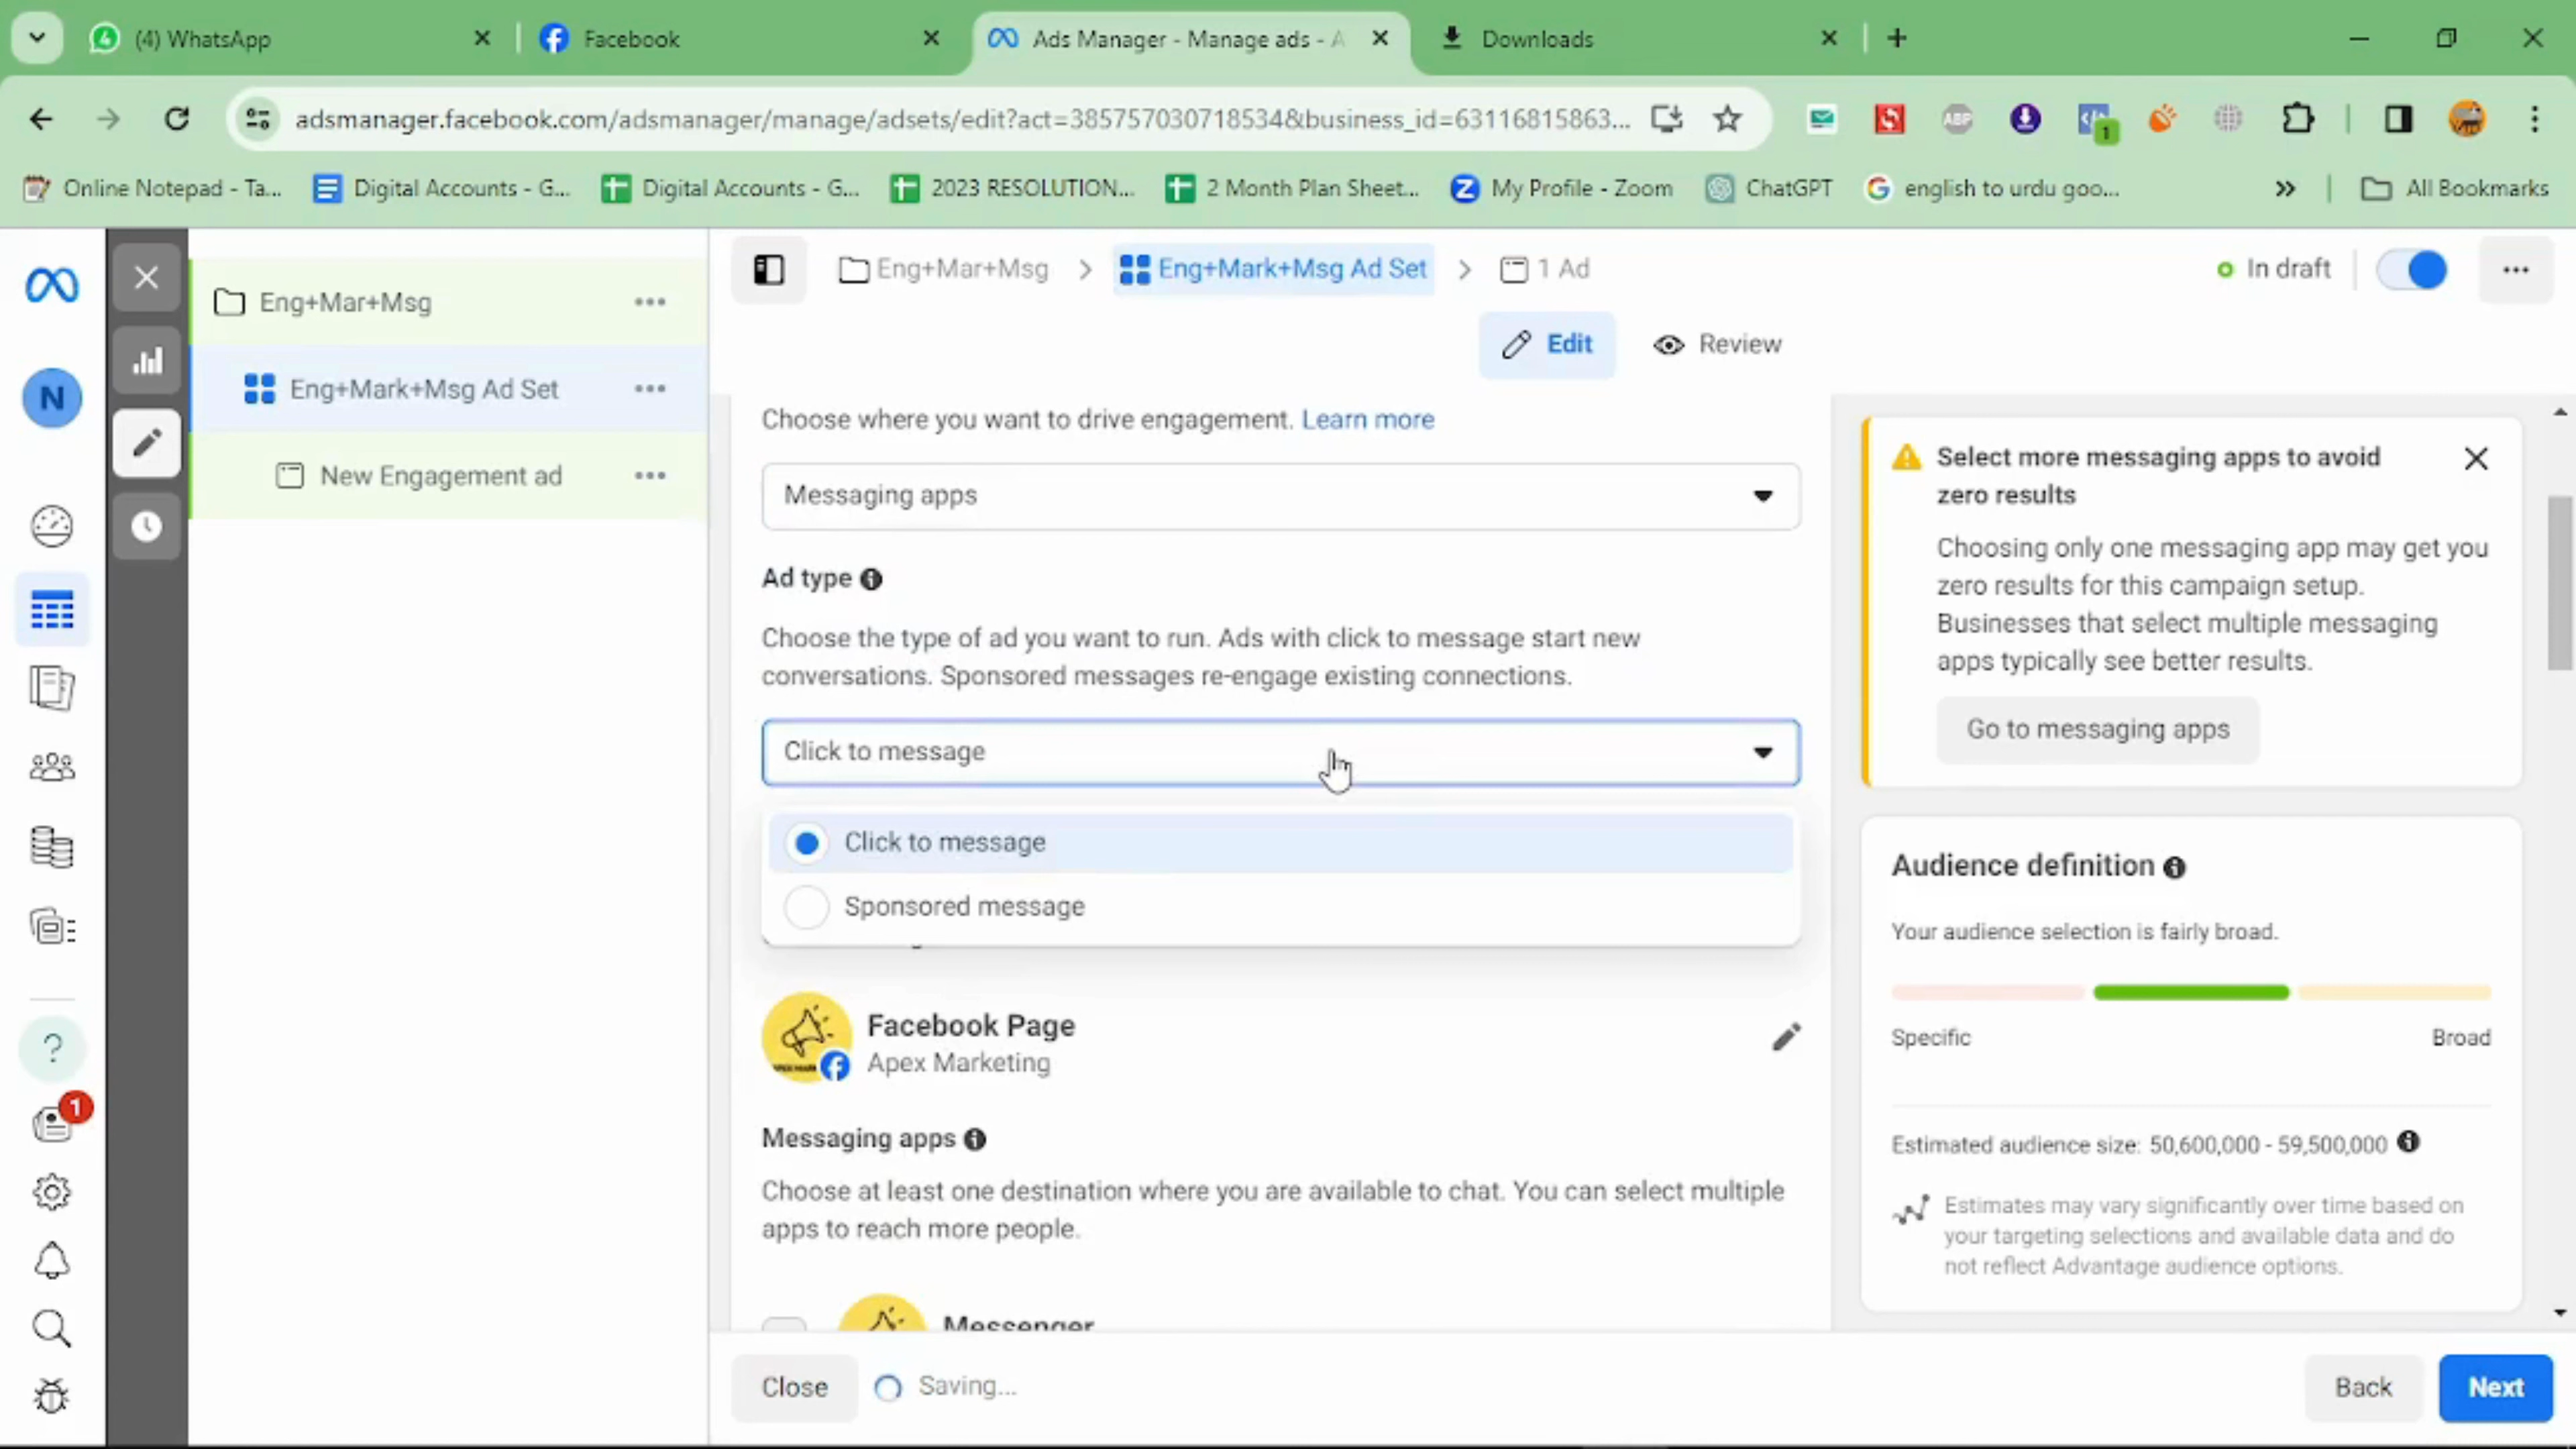 (4) WhatsApp
Facebook
Ads Manager - Manage ads - A
Downloads
adsmanager.facebook.com/adsmanager/manage/adsets/edit?act=385757030718534&business_id=63116815863...
ABP
1
Online Notepad - Ta...
Digital Accounts - G...
Digital Accounts - G...
2023 RESOLUTION...
2 Month Plan Sheet...
My Profile - Zoom
ChatGPT
english to urdu goo...
»
All Bookmarks
N
1
Eng+Mar+Msg
Eng+Mark+Msg Ad Set
New Engagement ad
Eng+Mar+Msg
Eng+Mark+Msg Ad Set
1 Ad
In draft
Edit
Review
Choose where you want to drive engagement. Learn more
Messaging apps
Ad type
Choose the type of ad you want to run. Ads with click to message start new
conversations. Sponsored messages re-engage existing connections.
Click to message
Click to message
Sponsored message
Facebook Page
Apex Marketing
Messaging apps
Choose at least one destination where you are available to chat. You can select multiple
apps to reach more people.
Messenger
Close
Saving...
Back
Next
Select more messaging apps to avoid
zero results
Choosing only one messaging app may get you
zero results for this campaign setup.
Businesses that select multiple messaging
apps typically see better results.
Go to messaging apps
Audience definition
Your audience selection is fairly broad.
Specific
Broad
Estimated audience size: 50,600,000 - 59,500,000
Estimates may vary significantly over time based on
your targeting selections and available data and do
not reflect Advantage audience options.